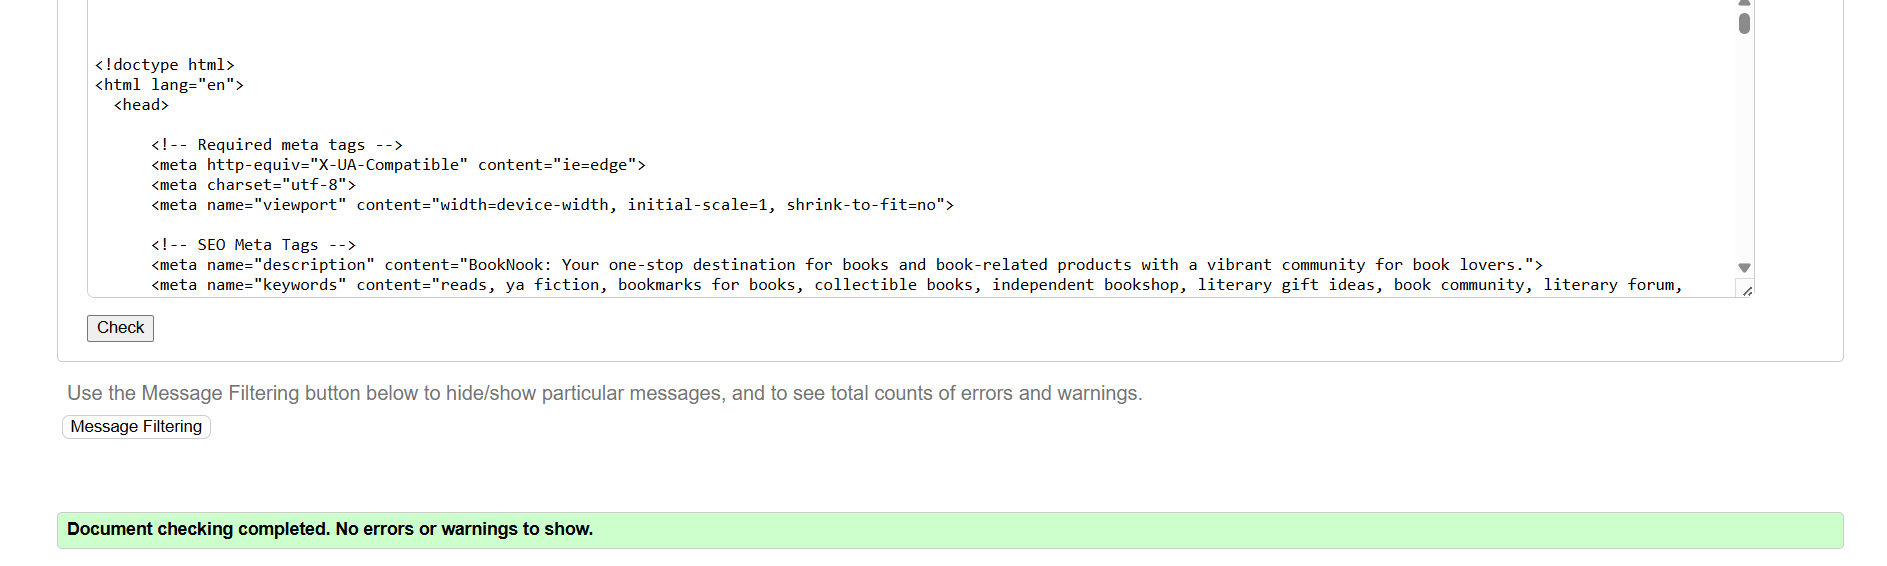 <!doctype html>
<html lang="en">
<head>
<!-- Required meta tags -->
<meta http-equiv="X-UA-Compatible" content="ie=edge">
<meta charset="utf-8">
<meta name="viewport" content="width=device-width, initial-scale=1, shrink-to-fit=no">
<!-- SEO Meta Tags -->
<meta name="description" content="BookNook: Your one-stop destination for books and book-related products with a vibrant community for book lovers.">
<meta name="keywords" content="reads, ya fiction, bookmarks for books, collectible books, independent bookshop, literary gift ideas, book community, literary forum,
Check
Use the Message Filtering button below to hide/show particular messages, and to see total counts of errors and warnings.
Message Filtering
Document checking completed. No errors or warnings to show.